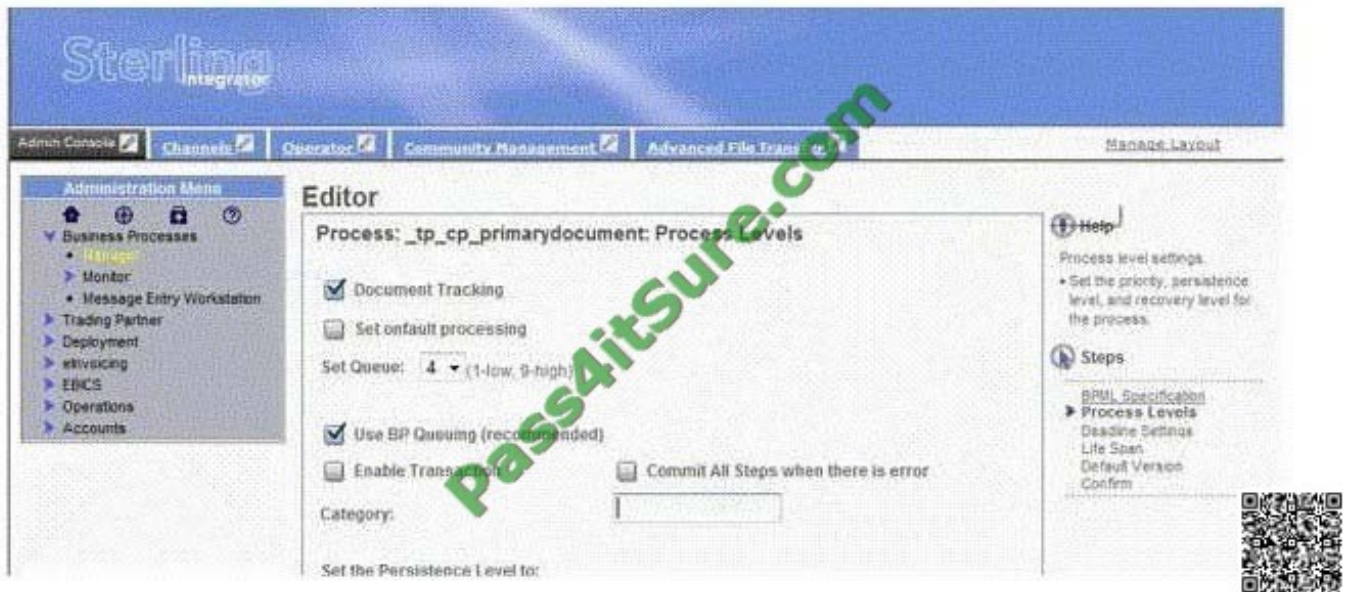 Sterling
Integrator
Admin Console
Channels
Operator
Community Management
Advanced File Transfer
Manage Layout
Administration Menu
Business Processes
Manager
Monitor
Message Entry Workstation
Trading Partner
Deployment
eInvoicing
EBICS
Operations
Accounts
Editor
Process: _tp_cp_primarydocument: Process Levels
Document Tracking
Set onfault processing
Set Queue: 4 (1-low, 9-high)
Use BP Queuing (recommended)
Enable Transaction
Commit All Steps when there is error
Category:
Set the Persistence Level to:
Help
Process level settings.
• Set the priority, persistence
level, and recovery level for
the process.
Steps
BPML Specification
Process Levels
Deadline Settings
Life Span
Default Version
Confirm
Pass4itSure.com